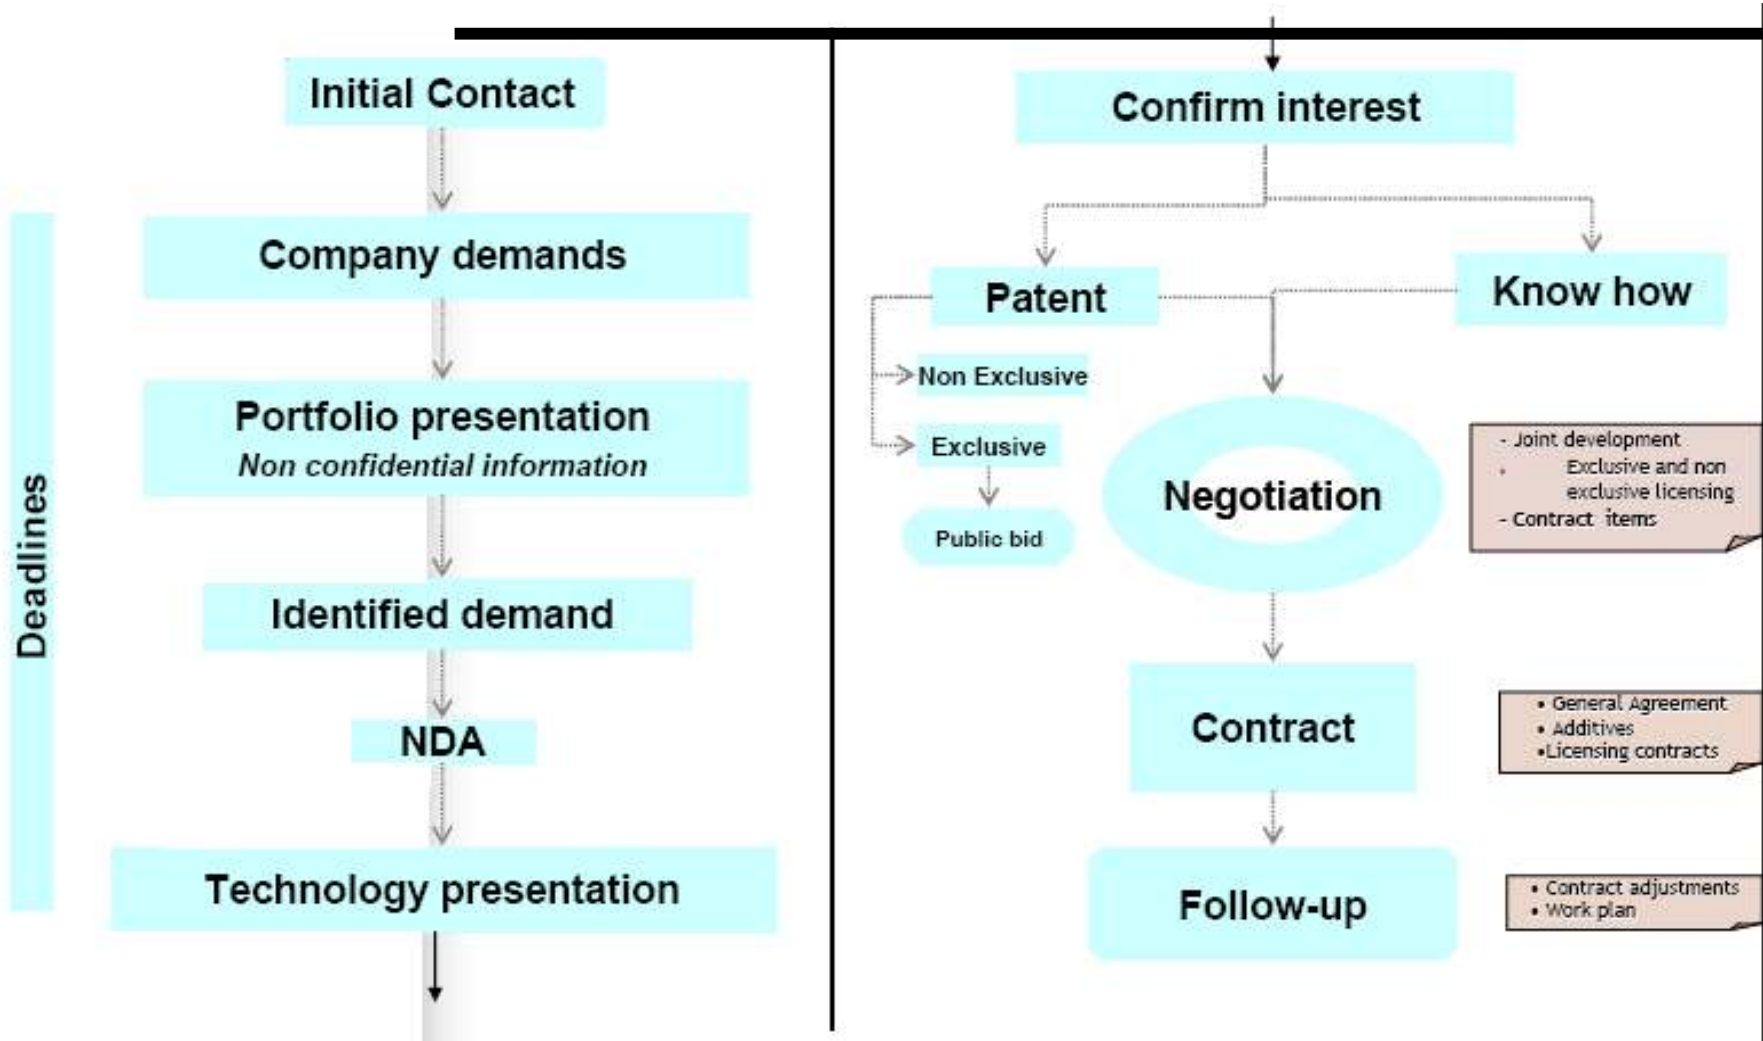 Initial Contact
Company demands
Portfolio presentation
Non confidential information
Identified demand
NDA
Technology presentation
Deadlines
Confirm interest
Patent
Know how
Non Exclusive
Exclusive
Public bid
Negotiation
- Joint development
• Exclusive and non
exclusive licensing
- Contract items
Contract
• General Agreement
• Additives
•Licensing contracts
Follow-up
• Contract adjustments
• Work plan